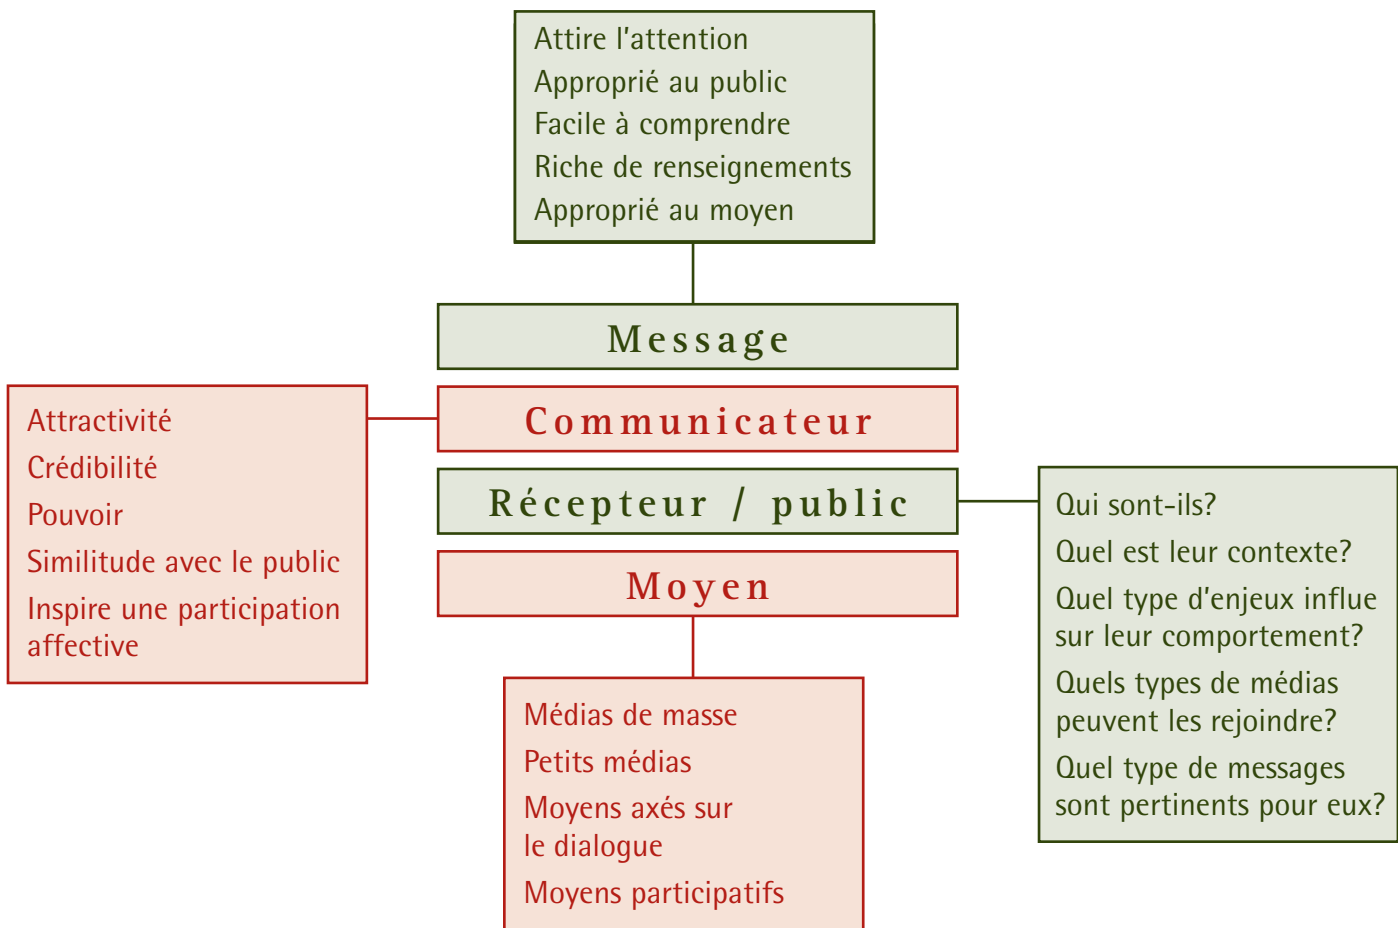 Attire l'attention
Approprié au public
Facile à comprendre
Riche de renseignements
Approprié au moyen
Message
Communicateur
Récepteur / public
Moyen
Attractivité
Crédibilité
Pouvoir
Similitude avec le public
Inspire une participation
affective
Qui sont-ils?
Quel est leur contexte?
Quel type d'enjeux influe
sur leur comportement?
Quels types de médias
peuvent les rejoindre?
Quel type de messages
sont pertinents pour eux?
Médias de masse
Petits médias
Moyens axés sur
le dialogue
Moyens participatifs